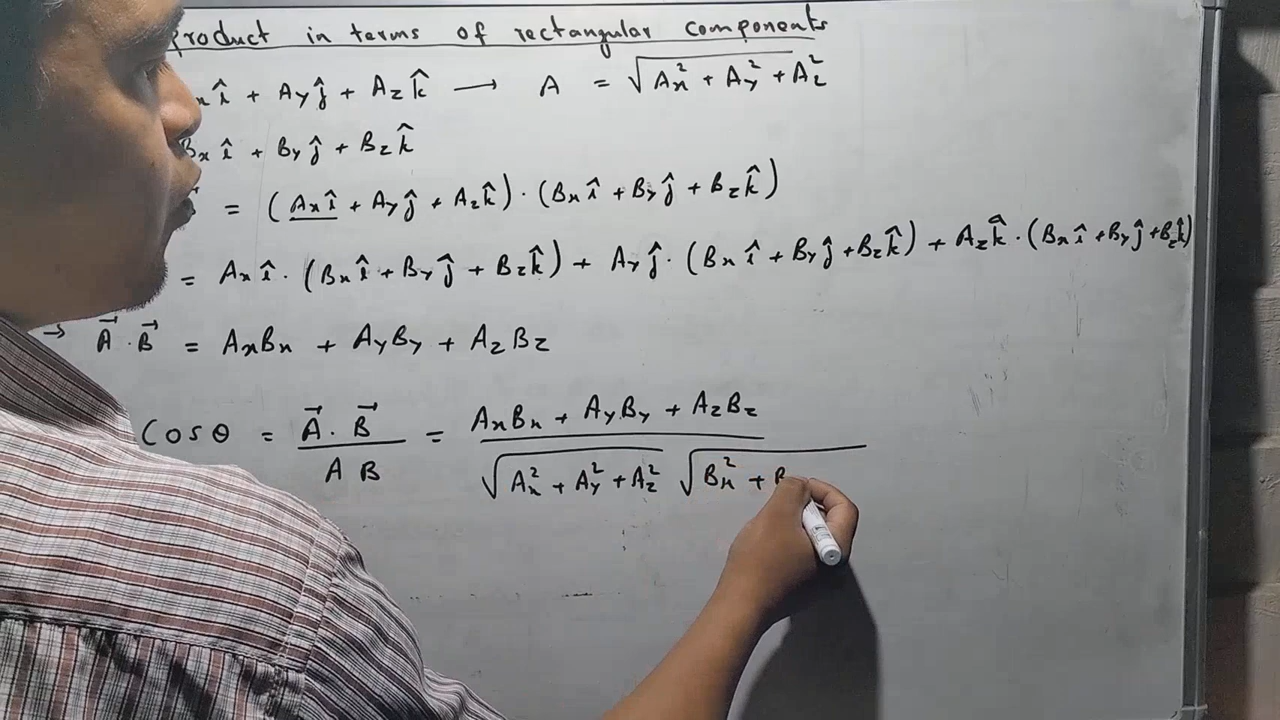 product in terms of rectangular components
x î + Ay ĵ + Az k̂ → A = √(Ax² + Ay² + Az²)
Bx î + By ĵ + Bz k̂
= (Ax î + Ay ĵ + Az k̂) · (Bx î + By ĵ + Bz k̂)
= Ax î · (Bx î + By ĵ + Bz k̂) + Ay ĵ · (Bx î + By ĵ + Bz k̂) + Az k̂ · (Bx î + By ĵ + Bz k̂)
→ A⃗ · B⃗ = AxBx + AyBy + AzBz
Cos θ = A⃗ · B⃗ / A B = AxBx + AyBy + AzBz / √(Ax² + Ay² + Az²) √(Bx² + B